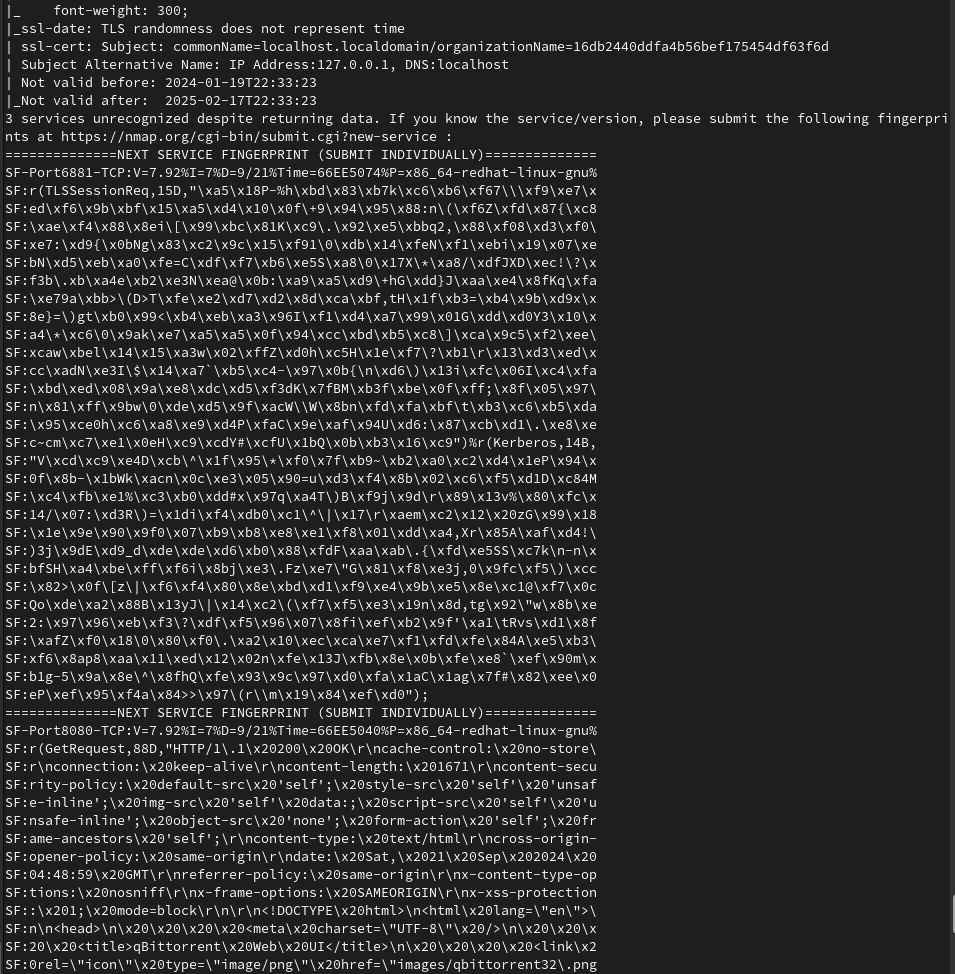 |_    font-weight: 300;
|_ssl-date: TLS randomness does not represent time
| ssl-cert: Subject: commonName=localhost.localdomain/organizationName=16db2440ddfa4b56bef175454df63f6d
| Subject Alternative Name: IP Address:127.0.0.1, DNS:localhost
| Not valid before: 2024-01-19T22:33:23
|_Not valid after:  2025-02-17T22:33:23
3 services unrecognized despite returning data. If you know the service/version, please submit the following fingerpri
nts at https://nmap.org/cgi-bin/submit.cgi?new-service :
==============NEXT SERVICE FINGERPRINT (SUBMIT INDIVIDUALLY)==============
SF-Port6881-TCP:V=7.92%I=7%D=9/21%Time=66EE5074%P=x86_64-redhat-linux-gnu%
SF:r(TLSSessionReq,15D,"\xa5\x18P-%h\xbd\x83\xb7k\xc6\xb6\xf67\\\xf9\xe7\x
SF:ed\xf6\x9b\xbf\x15\xa5\xd4\x10\x0f\+9\x94\x95\x88:n\(\xf6Z\xfd\x87{\xc8
SF:\xae\xf4\x88\x8ei\[\x99\xbc\x81K\xc9\.\x92\xe5\xbbq2,\x88\xf08\xd3\xf0\
SF:xe7:\xd9{\x0bNg\x83\xc2\x9c\x15\xf91\0\xdb\x14\xfeN\xf1\xebi\x19\x07\xe
SF:bN\xd5\xeb\xa0\xfe=C\xdf\xf7\xb6\xe5S\xa8\0\x17X\*\xa8/\xdfJXD\xec!\?\x
SF:f3b\.xb\xa4e\xb2\xe3N\xea@\x0b:\xa9\xa5\xd9\+hG\xdd}J\xaa\xe4\x8fKq\xfa
SF:\xe79a\xbb>\(D>T\xfe\xe2\xd7\xd2\x8d\xca\xbf,tH\x1f\xb3=\xb4\x9b\xd9x\x
SF:8e}=\)gt\xb0\x99<\xb4\xeb\xa3\x96I\xf1\xd4\xa7\x99\x01G\xdd\xd0Y3\x10\x
SF:a4\*\xc6\0\x9ak\xe7\xa5\xa5\x0f\x94\xcc\xbd\xb5\xc8\]\xca\x9c5\xf2\xee\
SF:xcaw\xbel\x14\x15\xa3w\x02\xffZ\xd0h\xc5H\x1e\xf7\?\xb1\r\x13\xd3\xed\x
SF:cc\xadN\xe3I\$\x14\xa7`\xb5\xc4~\x97\x0b{\n\xd6\)\x13i\xfc\x06I\xc4\xfa
SF:\xbd\xed\x08\x9a\xe8\xdc\xd5\xf3dK\x7fBM\xb3f\xbe\x0f\xff;\x8f\x05\x97\
SF:n\x81\xff\x9bw\0\xde\xd5\x9f\xacW\\W\x8bn\xfd\xfa\xbf\t\xb3\xc6\xb5\xda
SF:\x95\xce0h\xc6\xa8\xe9\xd4P\xfaC\x9e\xaf\x94U\xd6:\x87\xcb\xd1\.\xe8\xe
SF:c~cm\xc7\xe1\x0eH\xc9\xcdY#\xcfU\x1bQ\x0b\xb3\x16\xc9")%r(Kerberos,14B,
SF:"V\xcd\xc9\xe4D\xcb\^\x1f\x95\*\xf0\x7f\xb9~\xb2\xa0\xc2\xd4\x1eP\x94\x
SF:0f\x8b-\x1bWk\xacn\x0c\xe3\x05\x90=u\xd3\xf4\x8b\x02\xc6\xf5\xd1D\xc84M
SF:\xc4\xfb\xe1%\xc3\xb0\xdd#x\x97q\xa4T\)B\xf9j\x9d\r\x89\x13v%\x80\xfc\x
SF:14/\x07:\xd3R\)=\x1di\xf4\xdb0\xc1\^\|\x17\r\xaem\xc2\x12\x20zG\x99\x18
SF:\x1e\x9e\x90\x9f0\x07\xb9\xb8\xe8\xe1\xf8\x01\xdd\xa4,Xr\x85A\xaf\xd4!\
SF:)3j\x9dE\xd9_d\xde\xde\xd6\xb0\x88\xfdF\xaa\xab\.{\xfd\xe5SS\xc7k\n-n\x
SF:bfSH\xa4\xbe\xff\xf6i\x8bj\xe3\.Fz\xe7\"G\x81\xf8\xe3j,0\x9fc\xf5\)\xcc
SF:\x82>\x0f\[z\|\xf6\xf4\x80\x8e\xbd\xd1\xf9\xe4\x9b\xe5\x8e\xc1@\xf7\x0c
SF:Qo\xde\xa2\x88B\x13yJ\|\x14\xc2\(\xf7\xf5\xe3\x19n\x8d,tg\x92\"w\x8b\xe
SF:2:\x97\x96\xeb\xf3\?\xdf\xf5\x96\x07\x8fi\xef\xb2\x9f'\xa1\tRvs\xd1\x8f
SF:\xafZ\xf0\x18\0\x80\xf0\.\xa2\x10\xec\xca\xe7\xf1\xfd\xfe\x84A\xe5\xb3\
SF:xf6\x8ap8\xaa\x11\xed\x12\x02n\xfe\x13J\xfb\x8e\x0b\xfe\xe8`\xef\x90m\x
SF:b1g-5\x9a\x8e\^\x8fhQ\xfe\x93\x9c\x97\xd0\xfa\x1aC\x1ag\x7f#\x82\xee\x0
SF:eP\xef\x95\xf4a\x84>>\x97\(r\\m\x19\x84\xef\xd0");
==============NEXT SERVICE FINGERPRINT (SUBMIT INDIVIDUALLY)==============
SF-Port8080-TCP:V=7.92%I=7%D=9/21%Time=66EE5040%P=x86_64-redhat-linux-gnu%
SF:r(GetRequest,88D,"HTTP/1\.1\x20200\x20OK\r\ncache-control:\x20no-store\
SF:r\nconnection:\x20keep-alive\r\ncontent-length:\x201671\r\ncontent-secu
SF:rity-policy:\x20default-src\x20'self';\x20style-src\x20'self'\x20'unsaf
SF:e-inline';\x20img-src\x20'self'\x20data:;\x20script-src\x20'self'\x20'u
SF:nsafe-inline';\x20object-src\x20'none';\x20form-action\x20'self';\x20fr
SF:ame-ancestors\x20'self';\r\ncontent-type:\x20text/html\r\ncross-origin-
SF:opener-policy:\x20same-origin\r\ndate:\x20Sat,\x2021\x20Sep\x202024\x20
SF:04:48:59\x20GMT\r\nreferrer-policy:\x20same-origin\r\nx-content-type-op
SF:tions:\x20nosniff\r\nx-frame-options:\x20SAMEORIGIN\r\nx-xss-protection
SF::\x201;\x20mode=block\r\n\r\n<!DOCTYPE\x20html>\n<html\x20lang=\"en\">\
SF:n\n<head>\n\x20\x20\x20\x20<meta\x20charset=\"UTF-8\"\x20/>\n\x20\x20\x
SF:20\x20<title>qBittorrent\x20Web\x20UI</title>\n\x20\x20\x20\x20<link\x2
SF:0rel=\"icon\"\x20type=\"image/png\"\x20href=\"images/qbittorrent32\.png